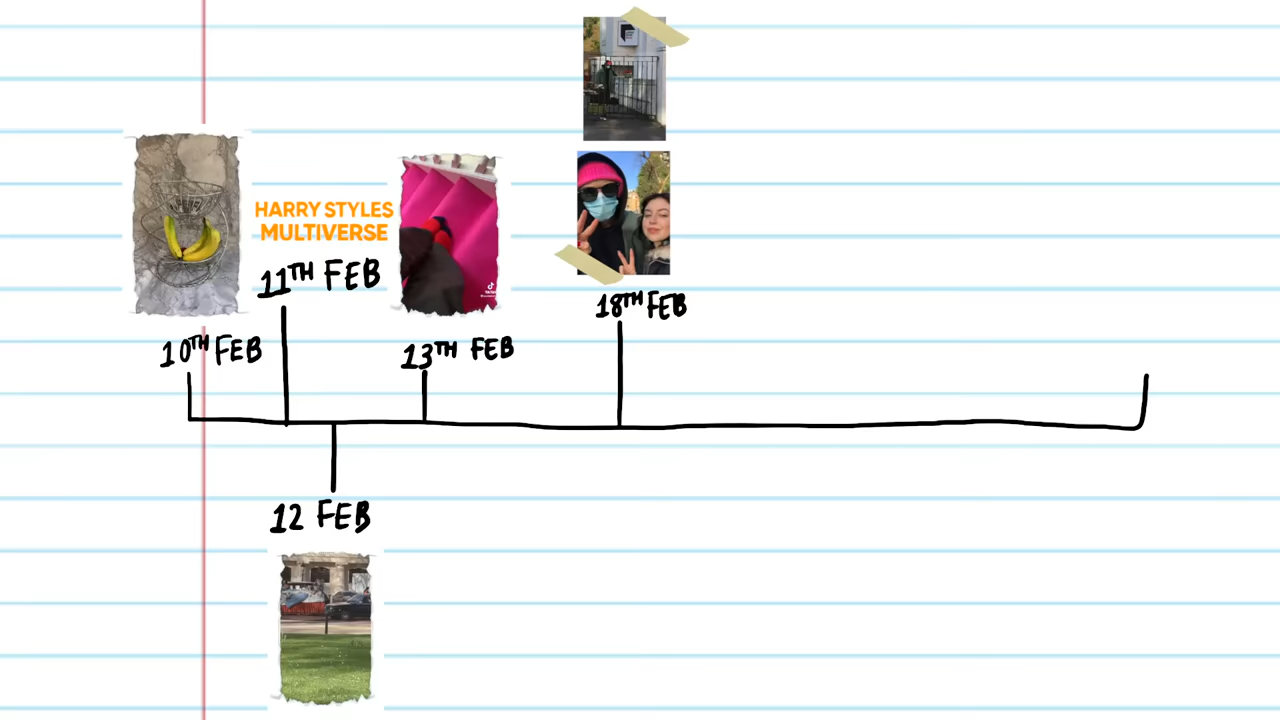 HARRY STYLES
MULTIVERSE
11TH FEB
18TH FEB
10TH FEB
13TH FEB
12 FEB